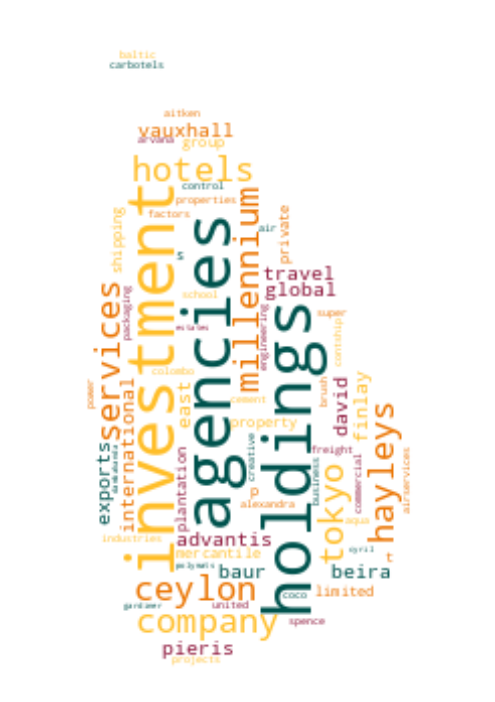 baltic
carbotels
aitken
vauxhall
arvana
group
hotels
control
investment
properties
millennium
factors
shipping
private
agencies
air
travel
global
services
packaging
school
holdings
engineering
super
estates
contship
colombo
power
international
east
cement
brush
david
finlay
property
hayleys
exports
dambakanda
plantation
creative
freight
business
commercial
airservices
tokyo
p
alexandra
aqua
industries
advantis
mercantile
cyril
t
polymats
baur
beira
ceylon
coco
limited
gardiner
united
company
spence
pieris
projects